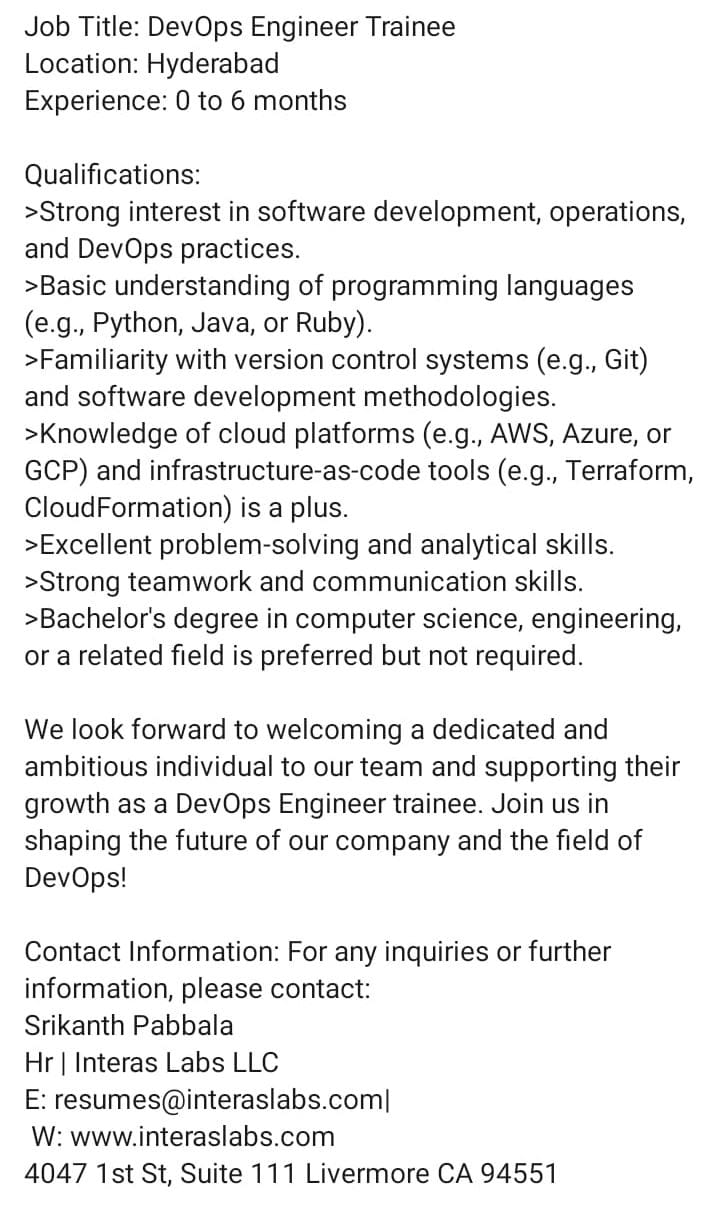 Job Title: DevOps Engineer Trainee
Location: Hyderabad
Experience: 0 to 6 months
Qualifications:
>Strong interest in software development, operations,
and DevOps practices.
>Basic understanding of programming languages
(e.g., Python, Java, or Ruby).
>Familiarity with version control systems (e.g., Git)
and software development methodologies.
>Knowledge of cloud platforms (e.g., AWS, Azure, or
GCP) and infrastructure-as-code tools (e.g., Terraform,
CloudFormation) is a plus.
>Excellent problem-solving and analytical skills.
>Strong teamwork and communication skills.
>Bachelor's degree in computer science, engineering,
or a related field is preferred but not required.
We look forward to welcoming a dedicated and
ambitious individual to our team and supporting their
growth as a DevOps Engineer trainee. Join us in
shaping the future of our company and the field of
DevOps!
Contact Information: For any inquiries or further
information, please contact:
Srikanth Pabbala
Hr | Interas Labs LLC
E: resumes@interaslabs.com|
W: www.interaslabs.com
4047 1st St, Suite 111 Livermore CA 94551